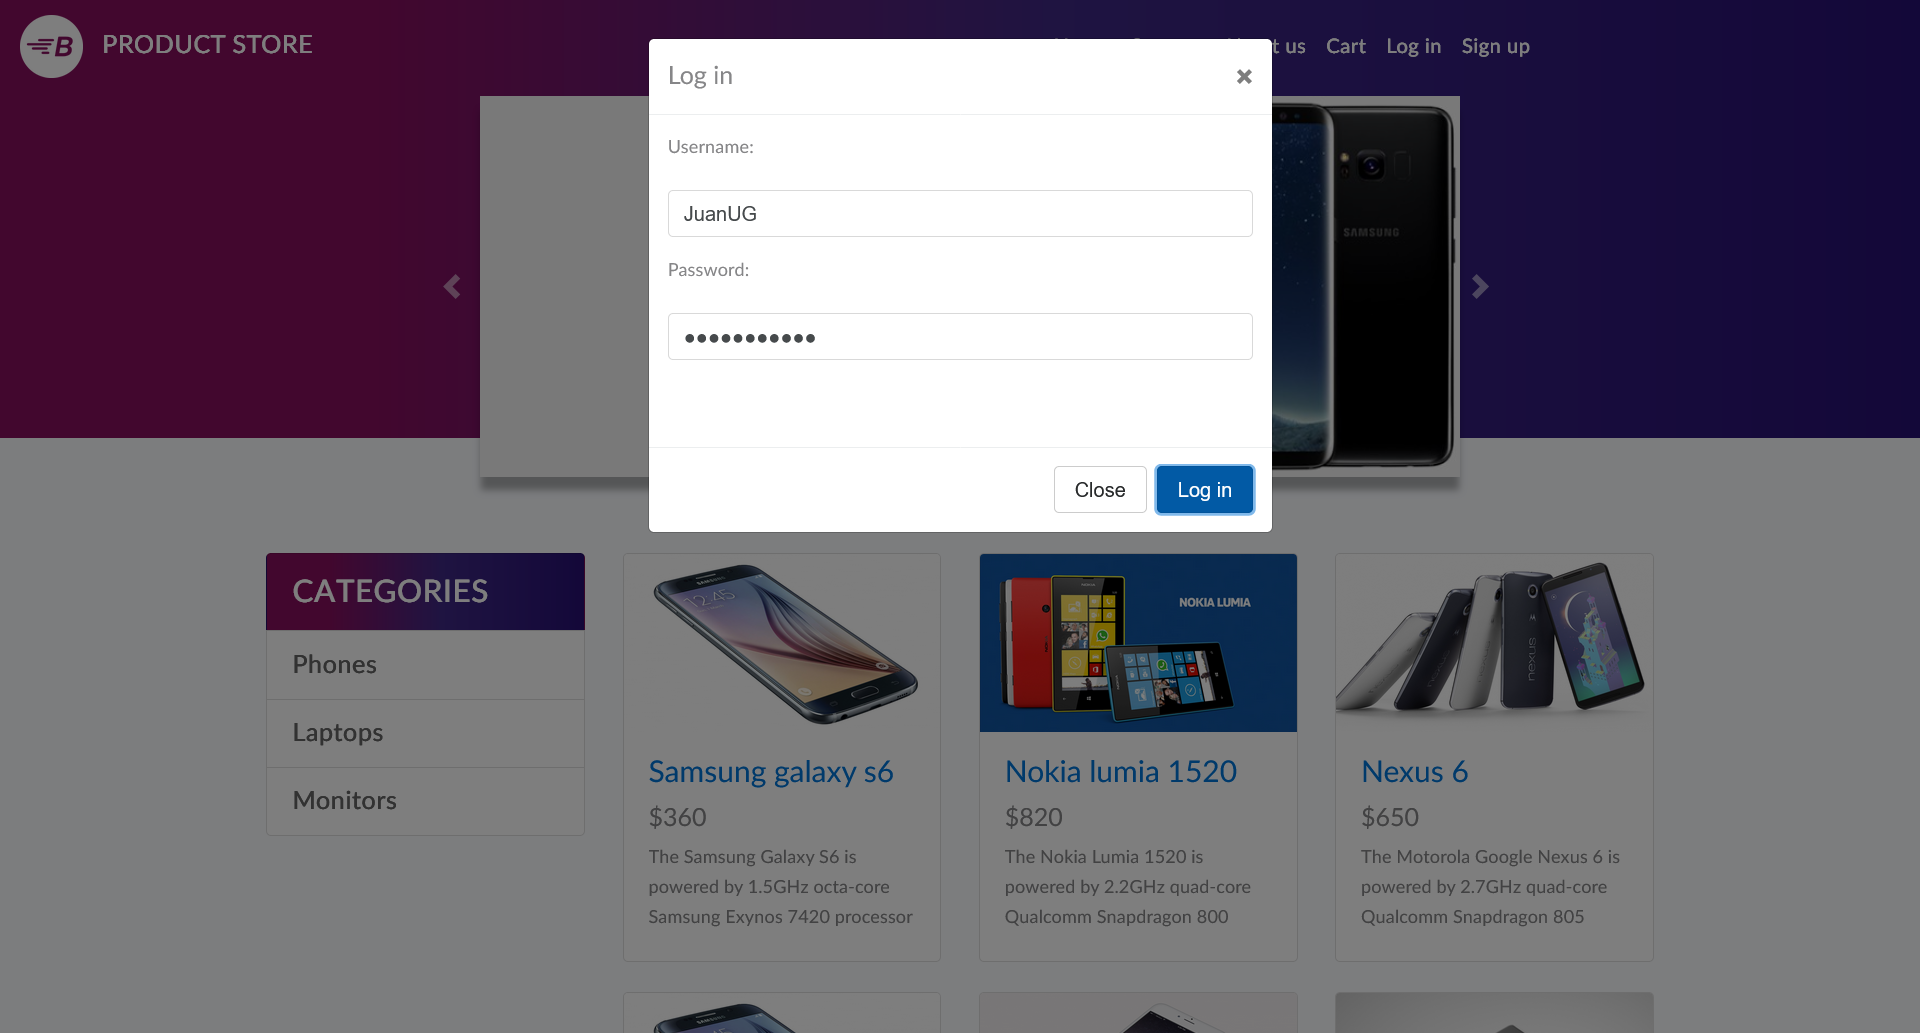 B PRODUCT STORE
t us Cart Log in Sign up
Log in
Username:
JuanUG
Password:
Close Log in
SAMSUNG
CATEGORIES
Phones
Laptops
Monitors
SAMSUNG
12:45
Samsung galaxy s6
$360
The Samsung Galaxy S6 is
powered by 1.5GHz octa-core
Samsung Exynos 7420 processor
NOKIA LUMIA
Nokia lumia 1520
$820
The Nokia Lumia 1520 is
powered by 2.2GHz quad-core
Qualcomm Snapdragon 800
nexus
Nexus 6
$650
The Motorola Google Nexus 6 is
powered by 2.7GHz quad-core
Qualcomm Snapdragon 805